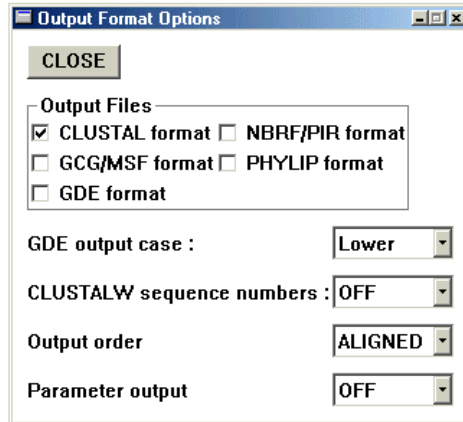 Output Format Options
CLOSE
Output Files
CLUSTAL format NBRF/PIR format
GCG/MSF format PHYLIP format
GDE format
GDE output case : Lower
CLUSTALW sequence numbers : OFF
Output order ALIGNED
Parameter output OFF